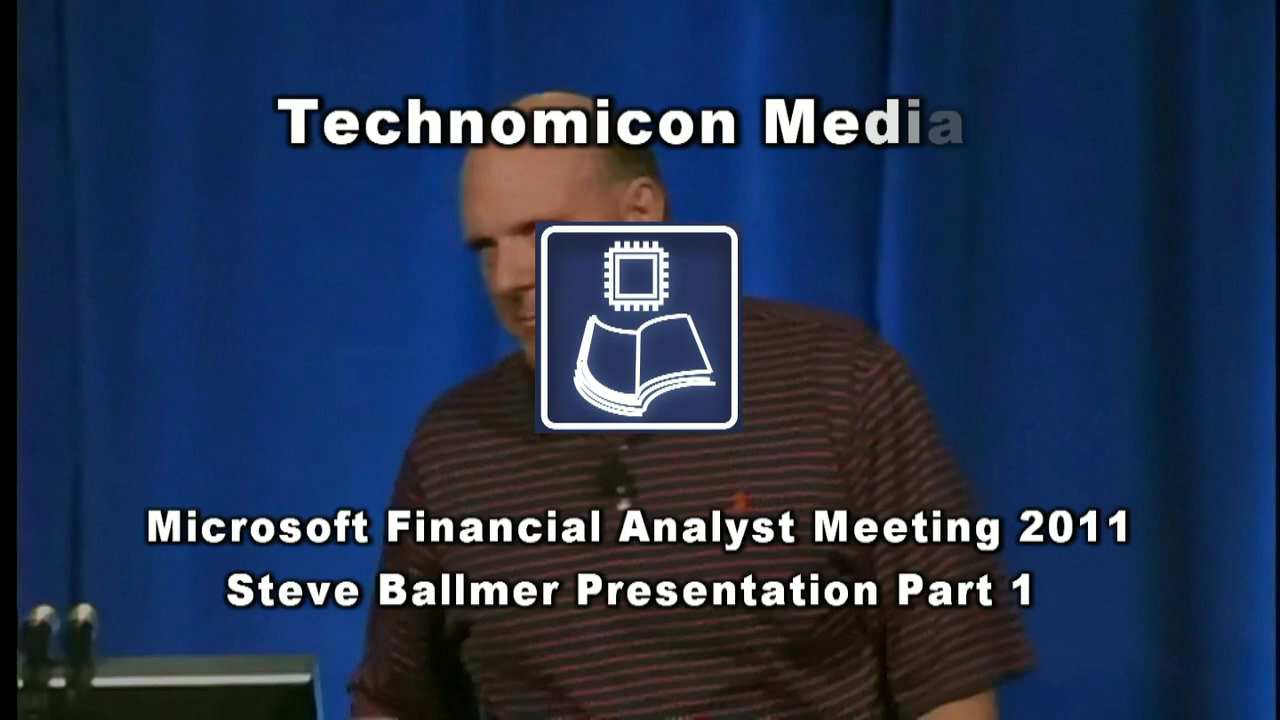 Technomicon Media
Microsoft Financial Analyst Meeting 2011
Steve Ballmer Presentation Part 1